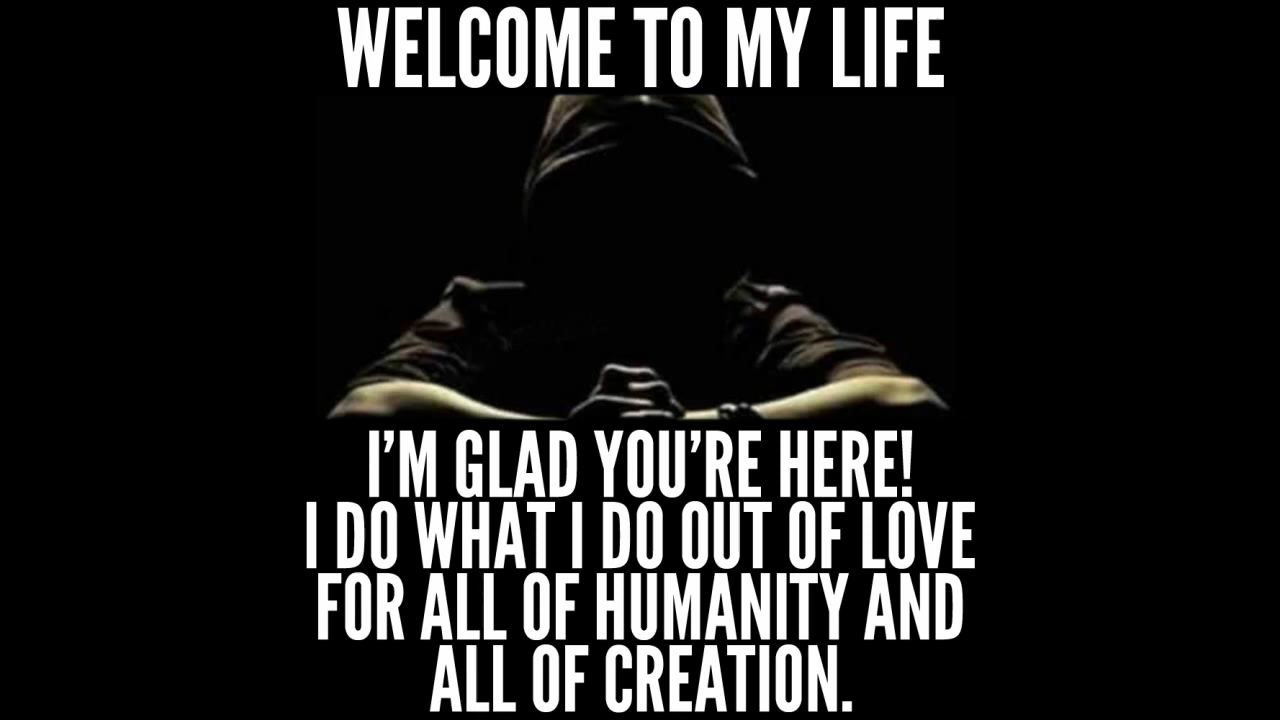 WELCOME TO MY LIFE
I’M GLAD YOU’RE HERE!
I DO WHAT I DO OUT OF LOVE
FOR ALL OF HUMANITY AND
ALL OF CREATION.